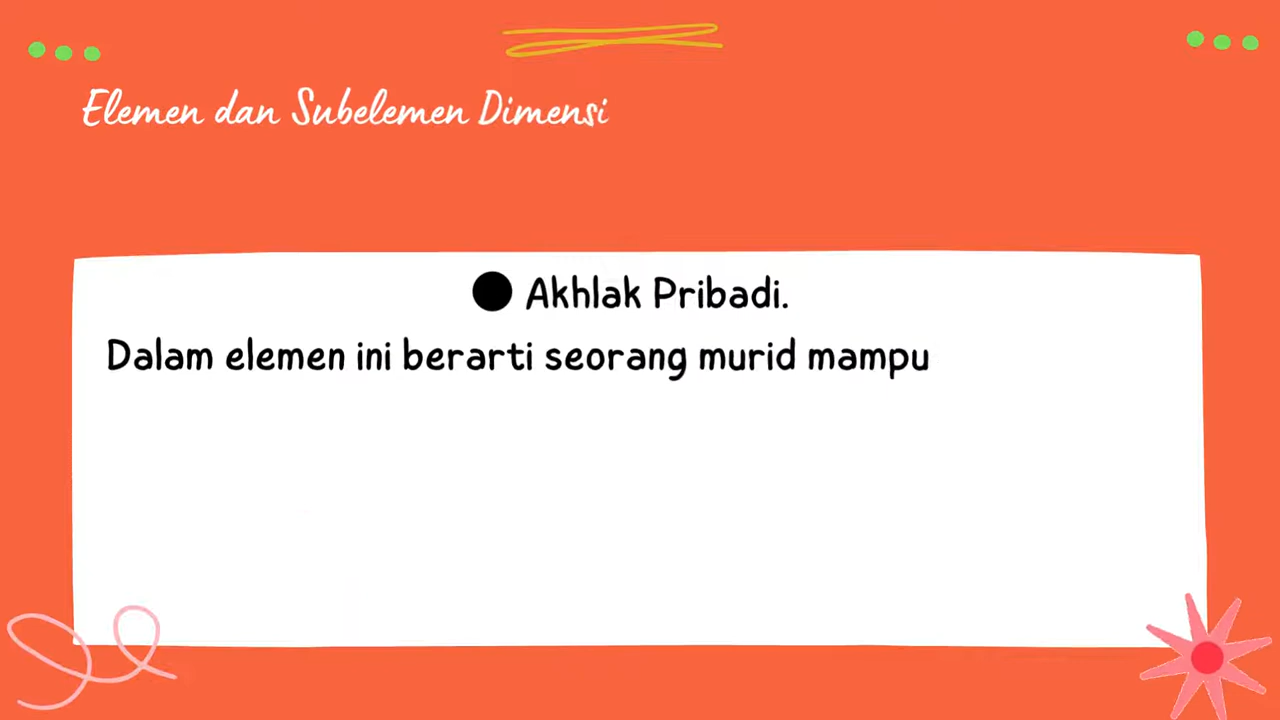 Elemen dan Subelemen Dimensi
● Akhlak Pribadi.
Dalam elemen ini berarti seorang murid mampu